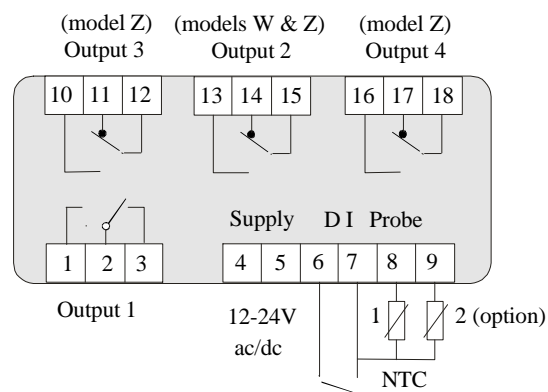 (model Z) (models W & Z) (model Z)
Output 3 Output 2 Output 4
10 11 12 13 14 15 16 17 18
Supply D I Probe
1 2 3 4 5 6 7 8 9
Output 1
12-24V
ac/dc
1 2 (option)
NTC